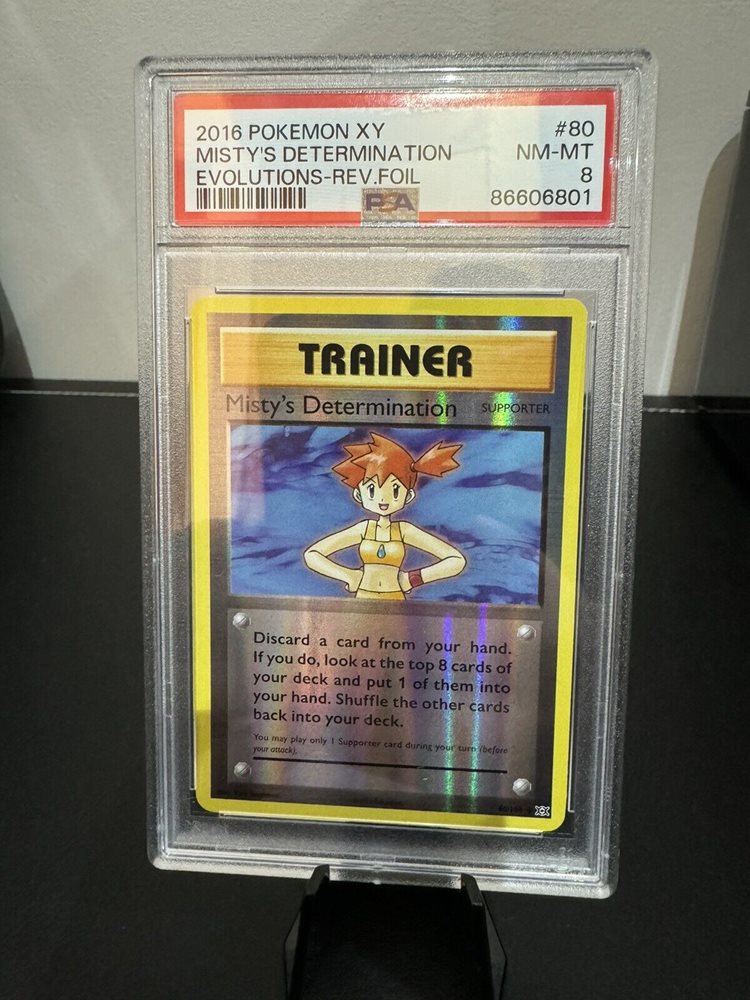 2016 POKEMON XY #80
MISTY'S DETERMINATION NM-MT
EVOLUTIONS-REV.FOIL 8
PSA 86606801
TRAINER
Misty's Determination SUPPORTER
Discard a card from your hand.
If you do, look at the top 8 cards of
your deck and put 1 of them into
your hand. Shuffle the other cards
back into your deck.
You may play only 1 Supporter card during your turn (before
your attack).